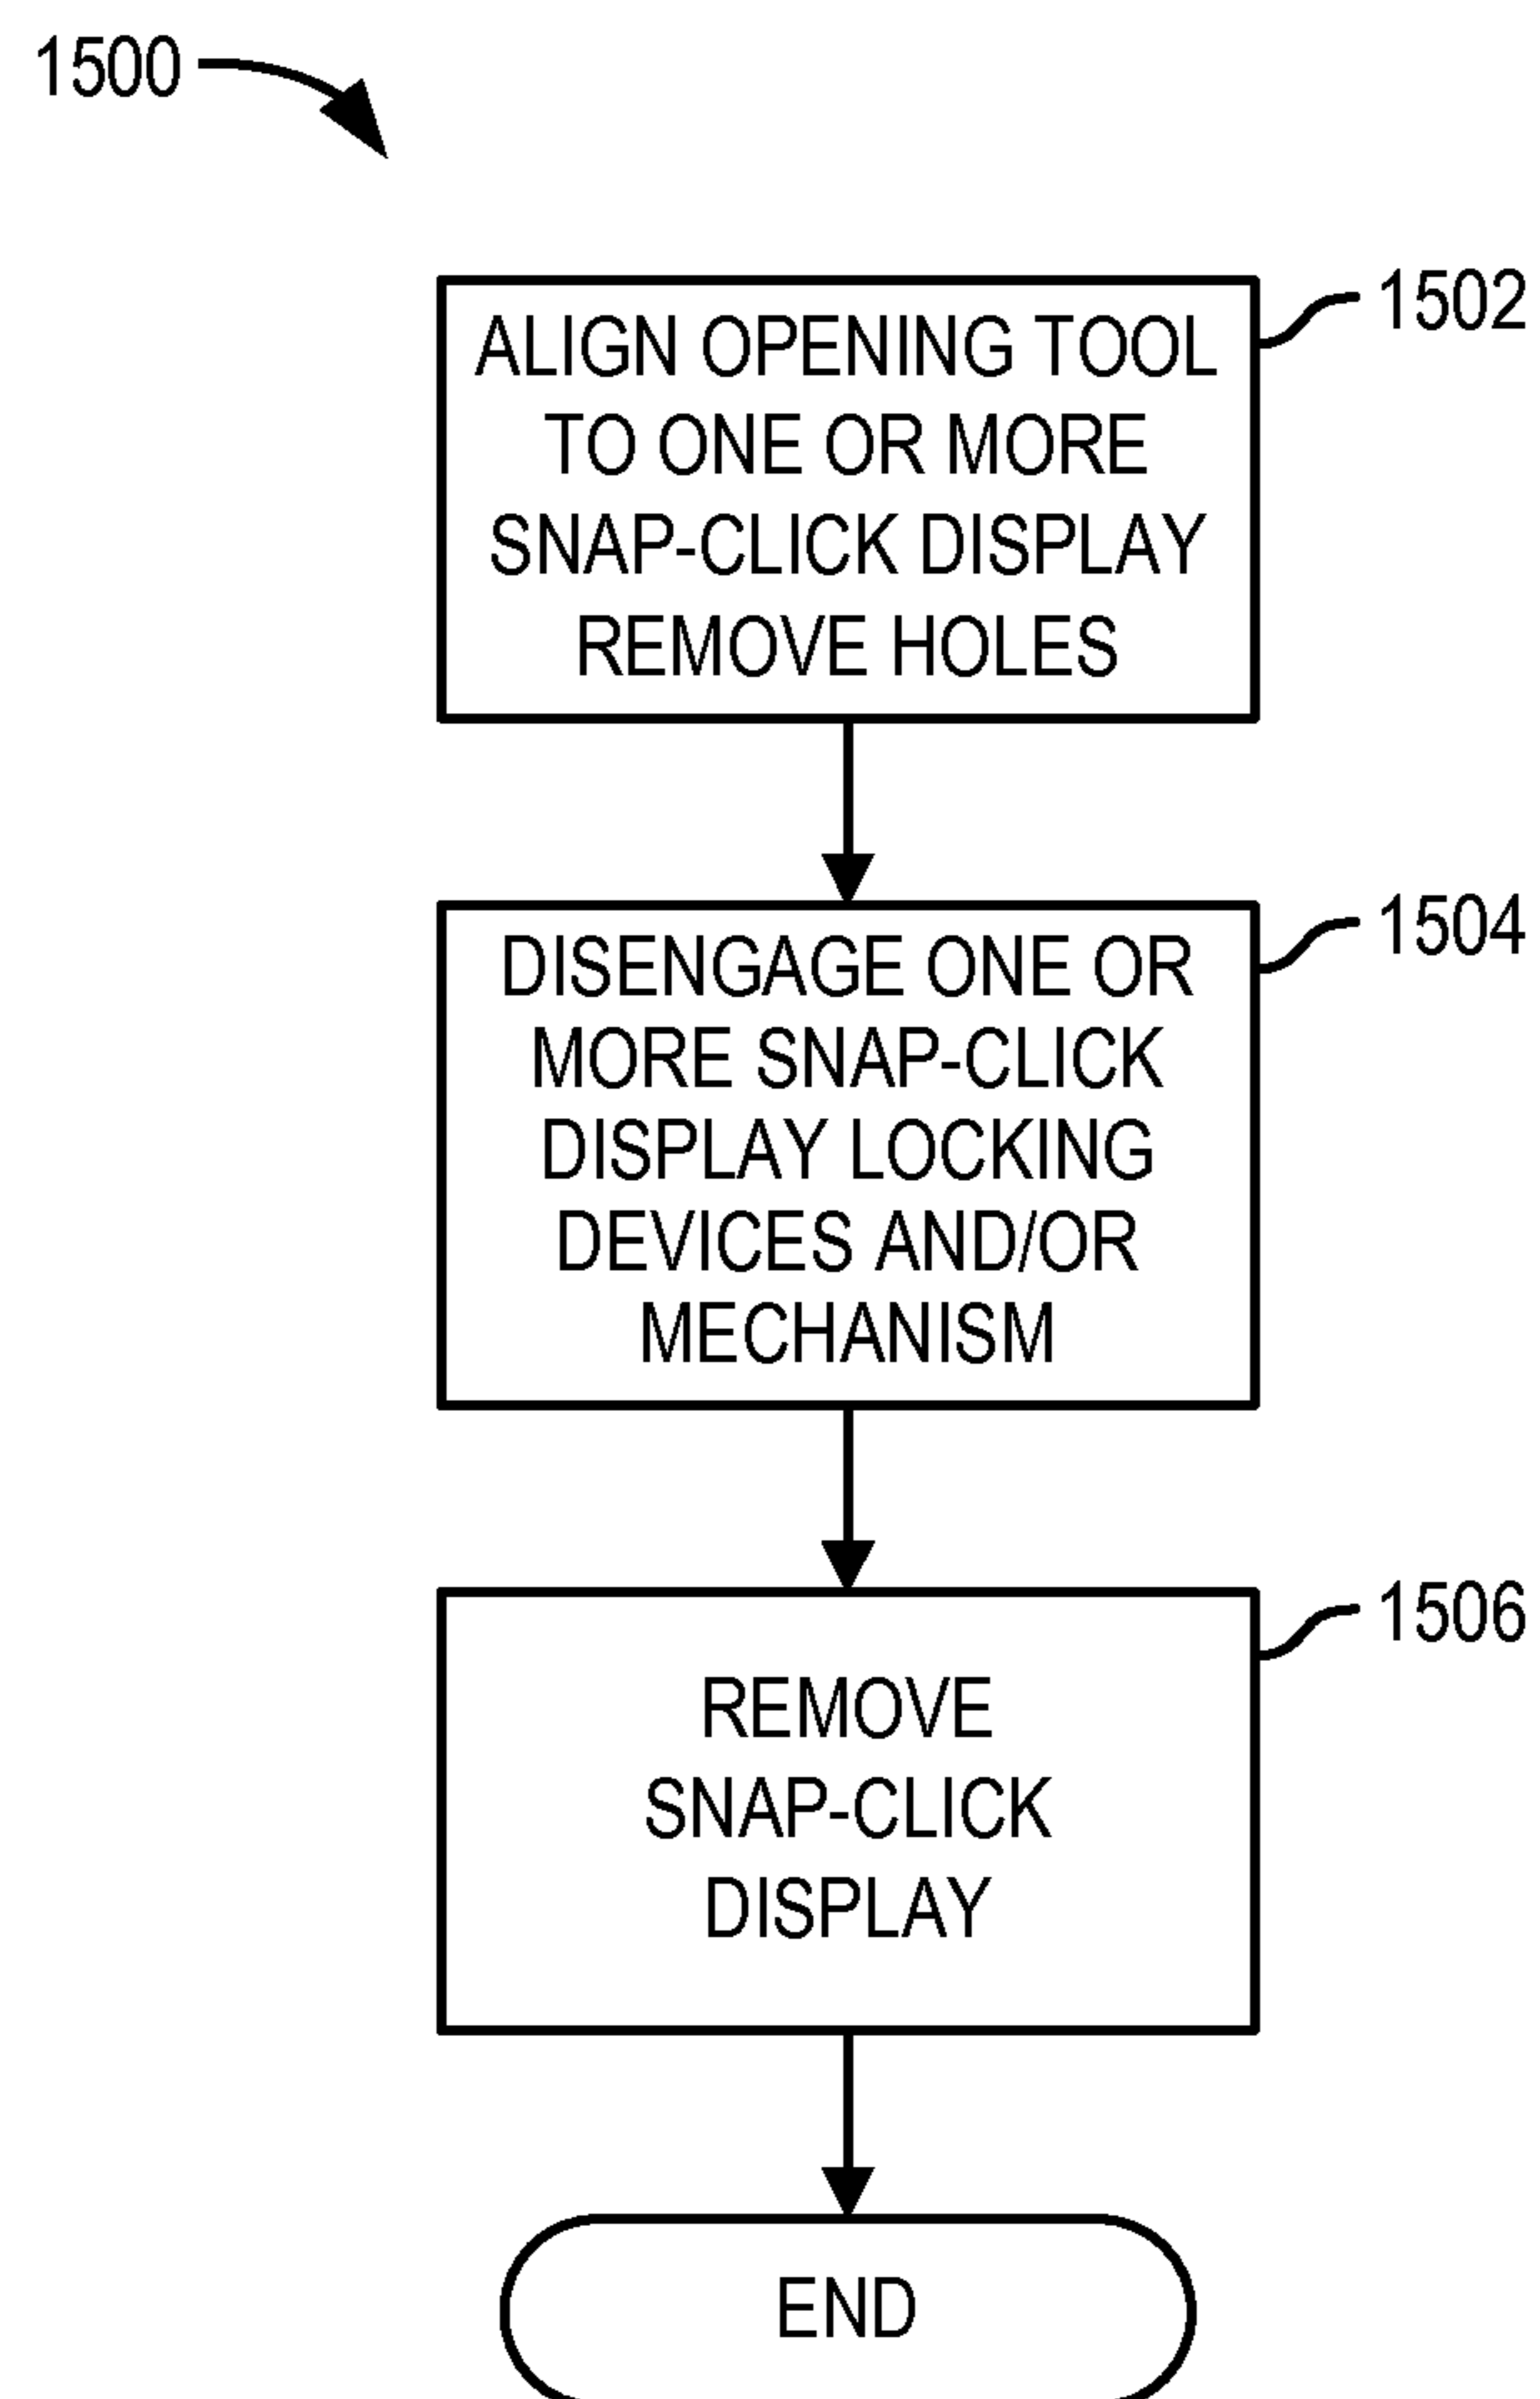 1500
1502
ALIGN OPENING TOOL
TO ONE OR MORE
SNAP-CLICK DISPLAY
REMOVE HOLES
1504
DISENGAGE ONE OR
MORE SNAP-CLICK
DISPLAY LOCKING
DEVICES AND/OR
MECHANISM
1506
REMOVE
SNAP-CLICK
DISPLAY
END